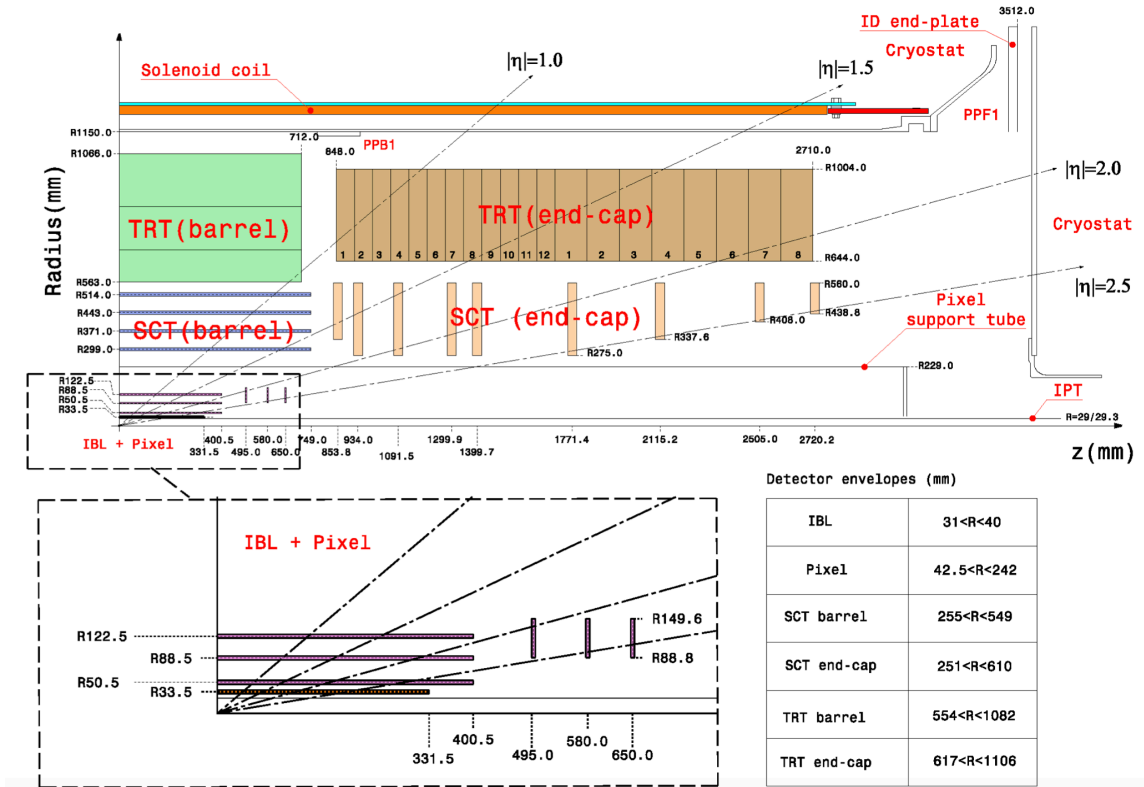 3512.0
ID end-plate
Cryostat
|η|=1.0
|η|=1.5
Solenoid coil
PPF1
R1150.0
712.0
PPB1
R1066.0
848.0
2710.0
R1004.0
|η|=2.0
Radius(mm)
TRT(barrel)
TRT(end-cap)
Cryostat
1 2 3 4 5 6 7 8 9 10 11 12 1 2 3 4 5 6 7 8
R644.0
R563.0
R560.0
|η|=2.5
R514.0
R443.0
R438.8
SCT(barrel)
SCT (end-cap)
R408.0
Pixel
support tube
R371.0
R337.6
R299.0
R275.0
R229.0
R122.5
R88.5
R50.5
R33.5
IPT
R=29/29.3
IBL + Pixel
400.5 580.0 749.0 934.0 1299.9 1771.4 2115.2 2505.0 2720.2
331.5 495.0 650.0 853.8 1091.5 1399.7
z(mm)
Detector envelopes (mm)
IBL 31<R<40
Pixel 42.5<R<242
SCT barrel 255<R<549
SCT end-cap 251<R<610
TRT barrel 554<R<1082
TRT end-cap 617<R<1106
IBL + Pixel
R149.6
R122.5
R88.5
R88.8
R50.5
R33.5
400.5 580.0
331.5 495.0 650.0